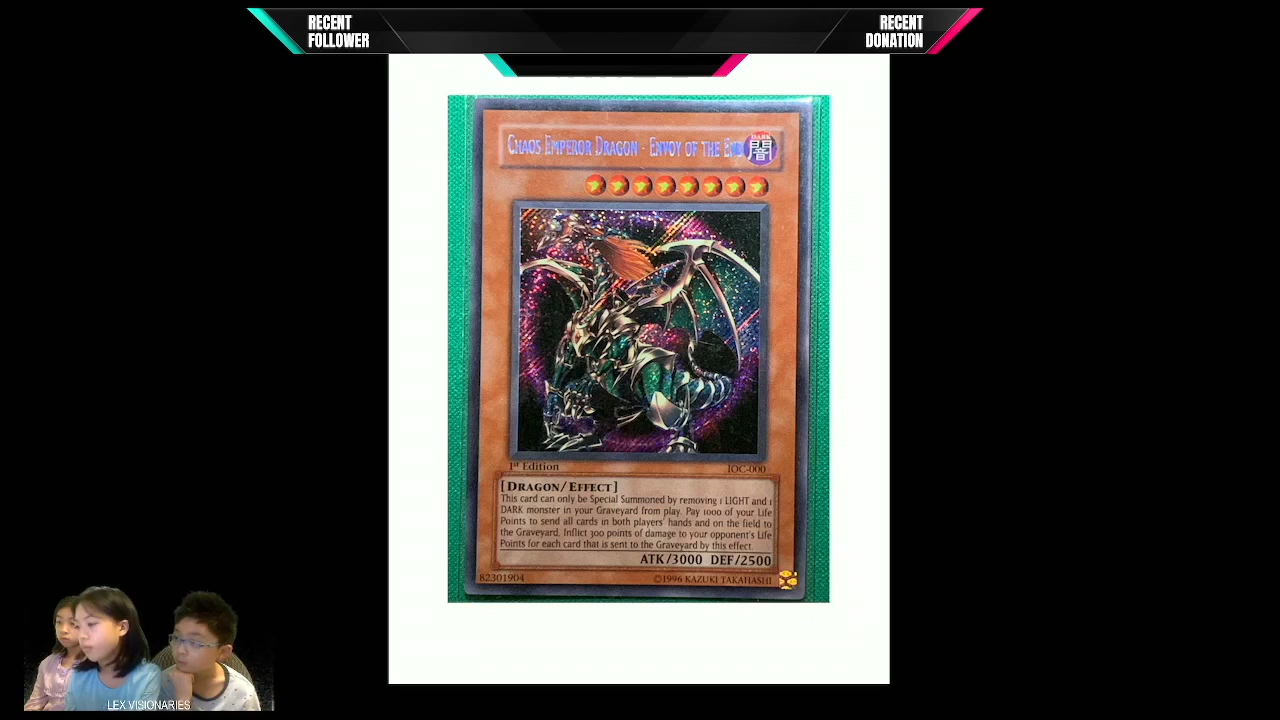 RECENT
FOLLOWER
RECENT
DONATION
CHAOS EMPEROR DRAGON - ENVOY OF THE END
DARK
闇
1st Edition
IOC-000
[DRAGON/EFFECT]
This card can only be Special Summoned by removing 1 LIGHT and 1
DARK monster in your Graveyard from play. Pay 1000 of your Life
Points to send all cards in both players' hands and on the field to
the Graveyard. Inflict 300 points of damage to your opponent's Life
Points for each card that is sent to the Graveyard by this effect.
ATK/3000 DEF/2500
82301904
©1996 KAZUKI TAKAHASHI
LEX VISIONARIES